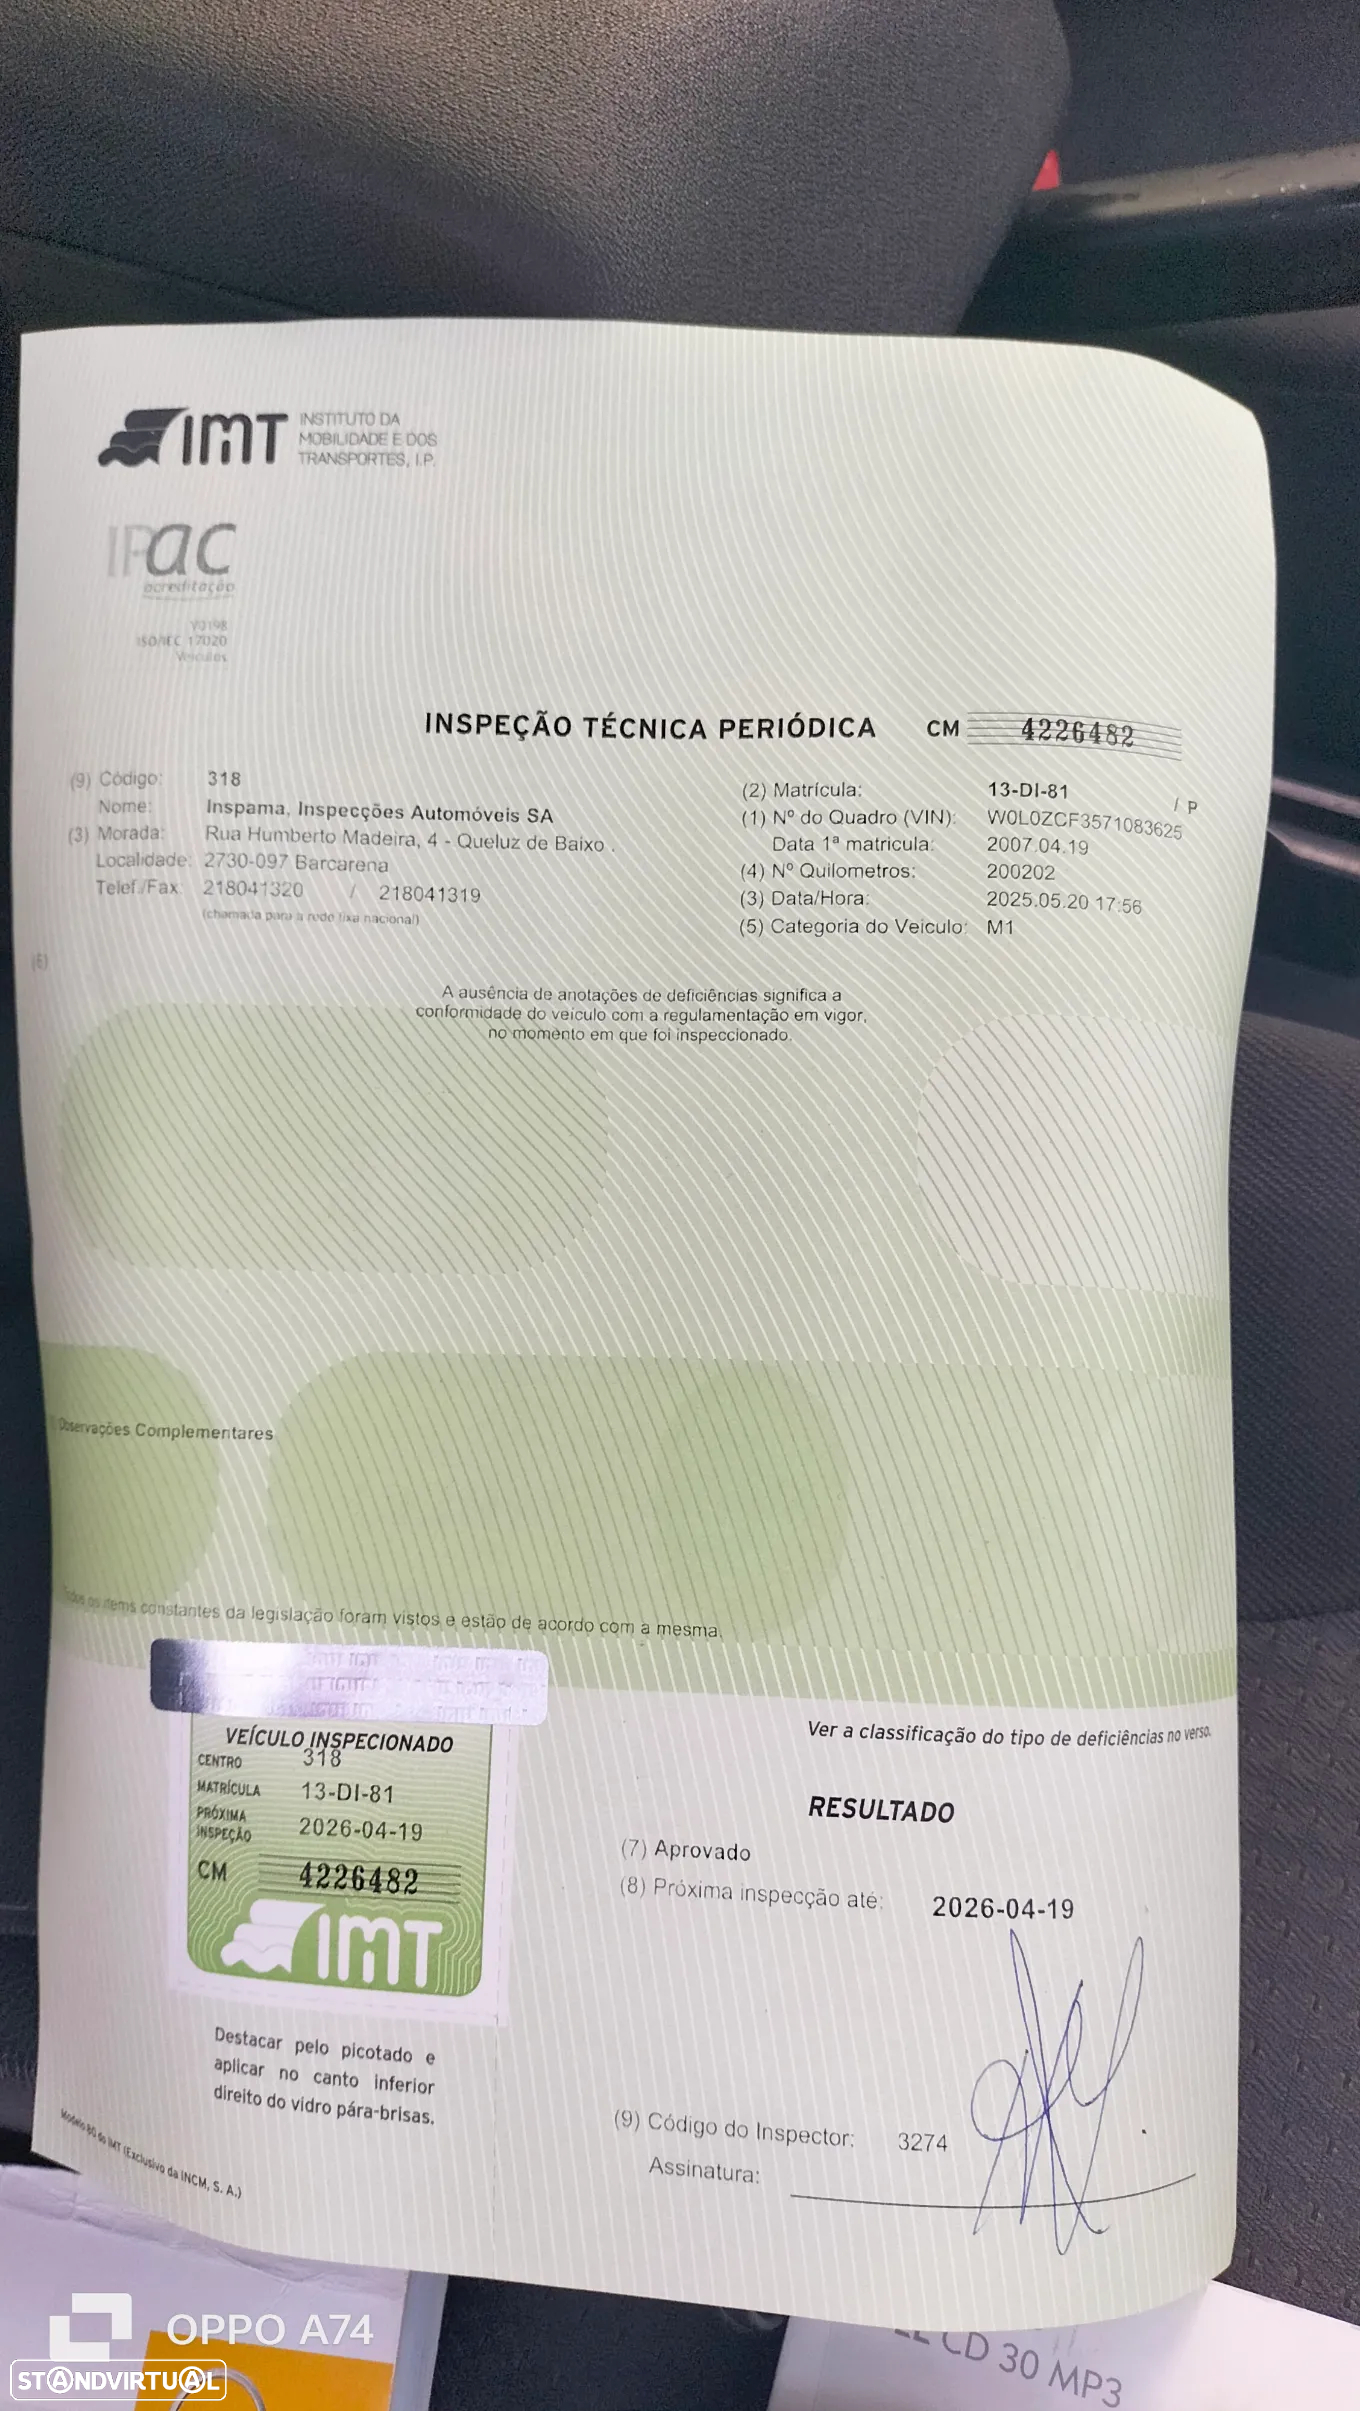 IMT INSTITUTO DA
MOBILIDADE E DOS
TRANSPORTES, I.P.
IPac
acreditação
ISO/IEC 17020
Veículos
INSPEÇÃO TÉCNICA PERIÓDICA CM 4226482
(9) Código: 318
Nome: Inspama, Inspecções Automóveis SA
(3) Morada: Rua Humberto Madeira, 4 - Queluz de Baixo .
Localidade: 2730-097 Barcarena
Telef./Fax: 218041320 / 218041319
(chamada para a rede fixa nacional)
(2) Matrícula: 13-DI-81 / P
(1) Nº do Quadro (VIN): W0L0ZCF3571083625
Data 1ª matricula: 2007.04.19
(4) Nº Quilometros: 200202
(3) Data/Hora: 2025.05.20 17:56
(5) Categoria do Veiculo: M1
(6)
A ausência de anotações de deficiências significa a
conformidade do veiculo com a regulamentação em vigor,
no momento em que foi inspeccionado.
Observações Complementares
Todos os items constantes da legislação foram vistos e estão de acordo com a mesma.
VEÍCULO INSPECIONADO
CENTRO 318
MATRÍCULA 13-DI-81
PRÓXIMA
INSPEÇÃO 2026-04-19
CM 4226482
IMT
Destacar pelo picotado e
aplicar no canto inferior
direito do vidro pára-brisas.
Modelo 80 do IMT (Exclusivo da INCM, S. A.)
Ver a classificação do tipo de deficiências no verso.
RESULTADO
(7) Aprovado
(8) Próxima inspecção até: 2026-04-19
(9) Código do Inspector: 3274
Assinatura:
CD 30 MP3
OPPO A74
STANDVIRTUAL